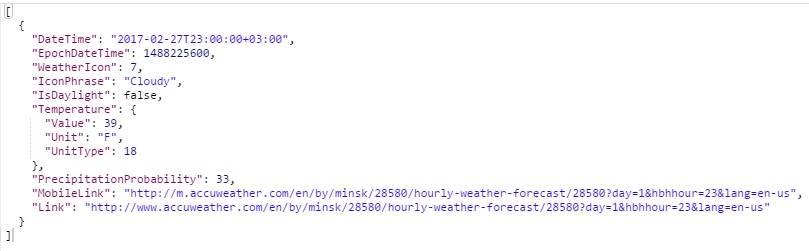 [
  {
    "DateTime": "2017-02-27T23:00:00+03:00",
    "EpochDateTime": 1488225600,
    "WeatherIcon": 7,
    "IconPhrase": "Cloudy",
    "IsDaylight": false,
    "Temperature": {
      "Value": 39,
      "Unit": "F",
      "UnitType": 18
    },
    "PrecipitationProbability": 33,
    "MobileLink": "http://m.accuweather.com/en/by/minsk/28580/hourly-weather-forecast/28580?day=1&hbhhour=23&lang=en-us",
    "Link": "http://www.accuweather.com/en/by/minsk/28580/hourly-weather-forecast/28580?day=1&hbhhour=23&lang=en-us"
  }
]